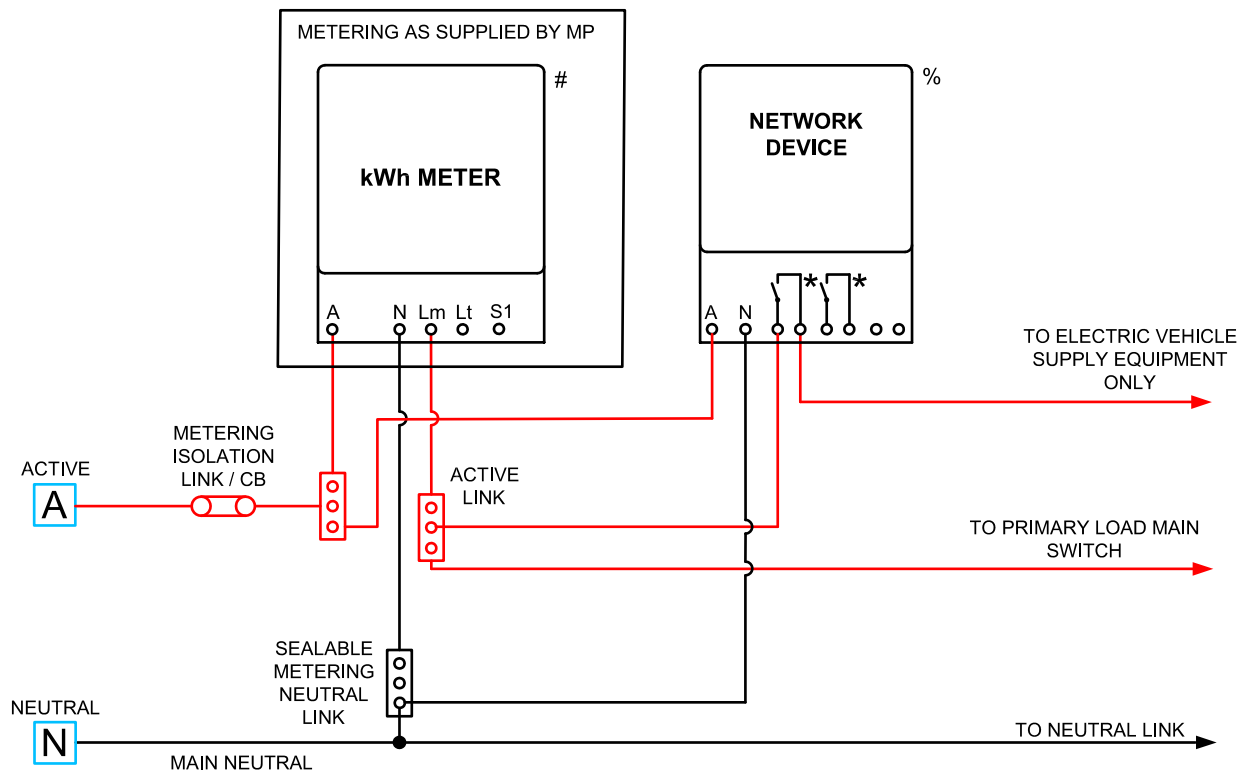 METERING AS SUPPLIED BY MP
#
kWh METER
A
N
Lm
Lt
S1
%
NETWORK
DEVICE
*
*
A
N
TO ELECTRIC VEHICLE
SUPPLY EQUIPMENT
ONLY
METERING
ISOLATION
LINK / CB
ACTIVE
A
ACTIVE
LINK
TO PRIMARY LOAD MAIN
SWITCH
SEALABLE
METERING
NEUTRAL
LINK
NEUTRAL
N
MAIN NEUTRAL
TO NEUTRAL LINK